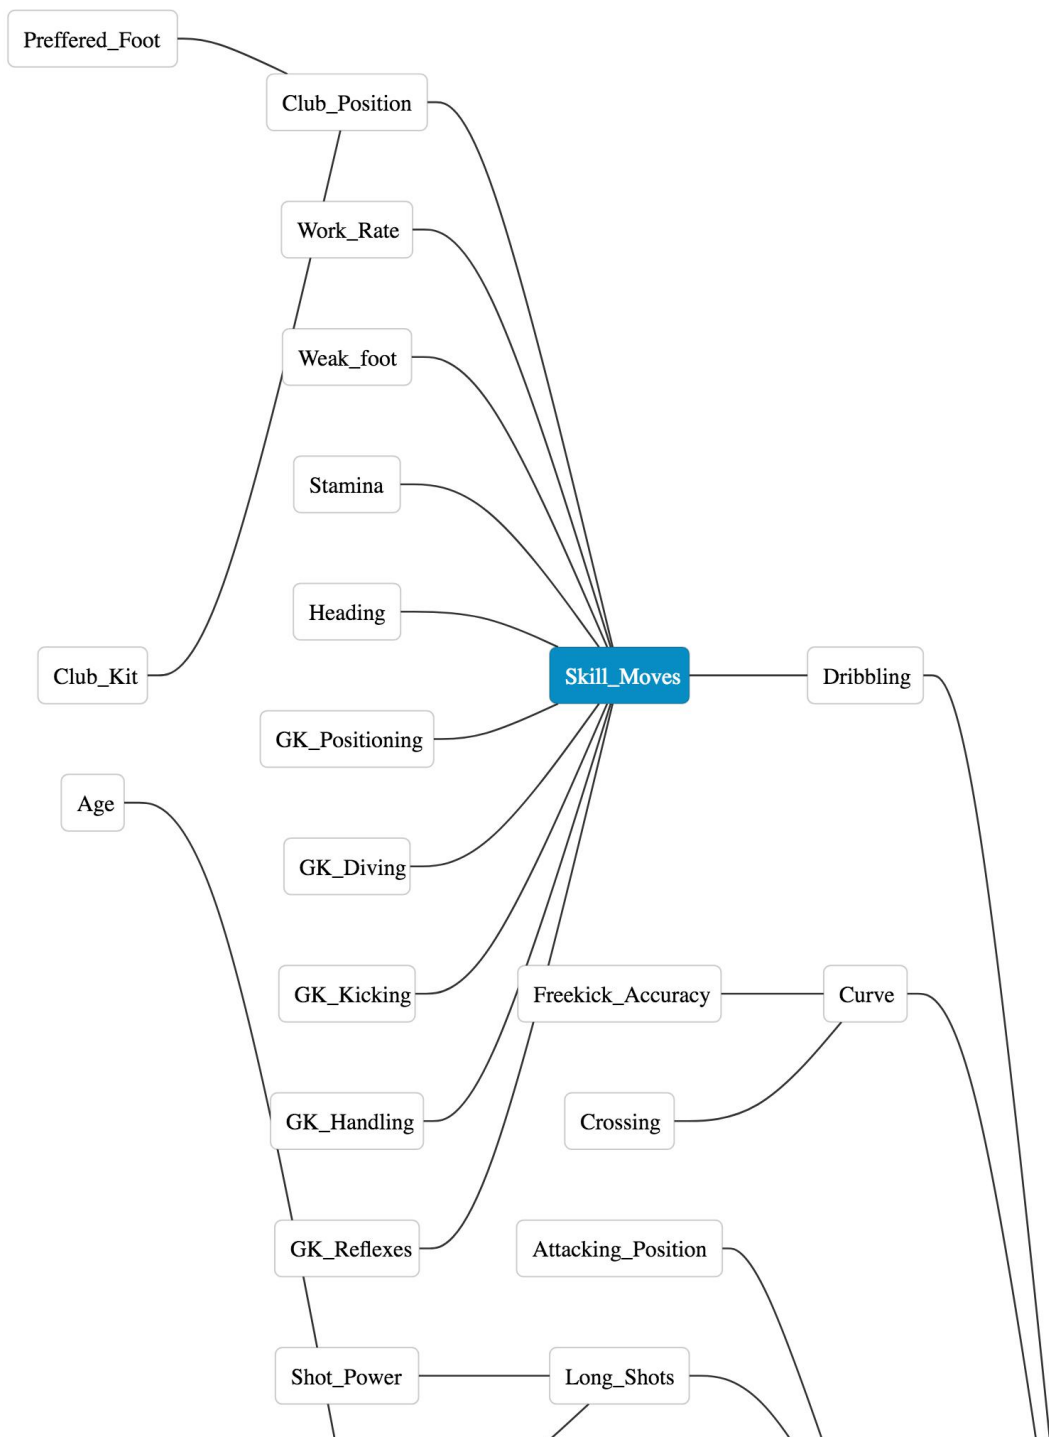 Preffered_Foot
Club_Position
Work_Rate
Weak_foot
Stamina
Heading
Club_Kit
Skill_Moves
Dribbling
GK_Positioning
Age
GK_Diving
GK_Kicking
Freekick_Accuracy
Curve
GK_Handling
Crossing
GK_Reflexes
Attacking_Position
Shot_Power
Long_Shots